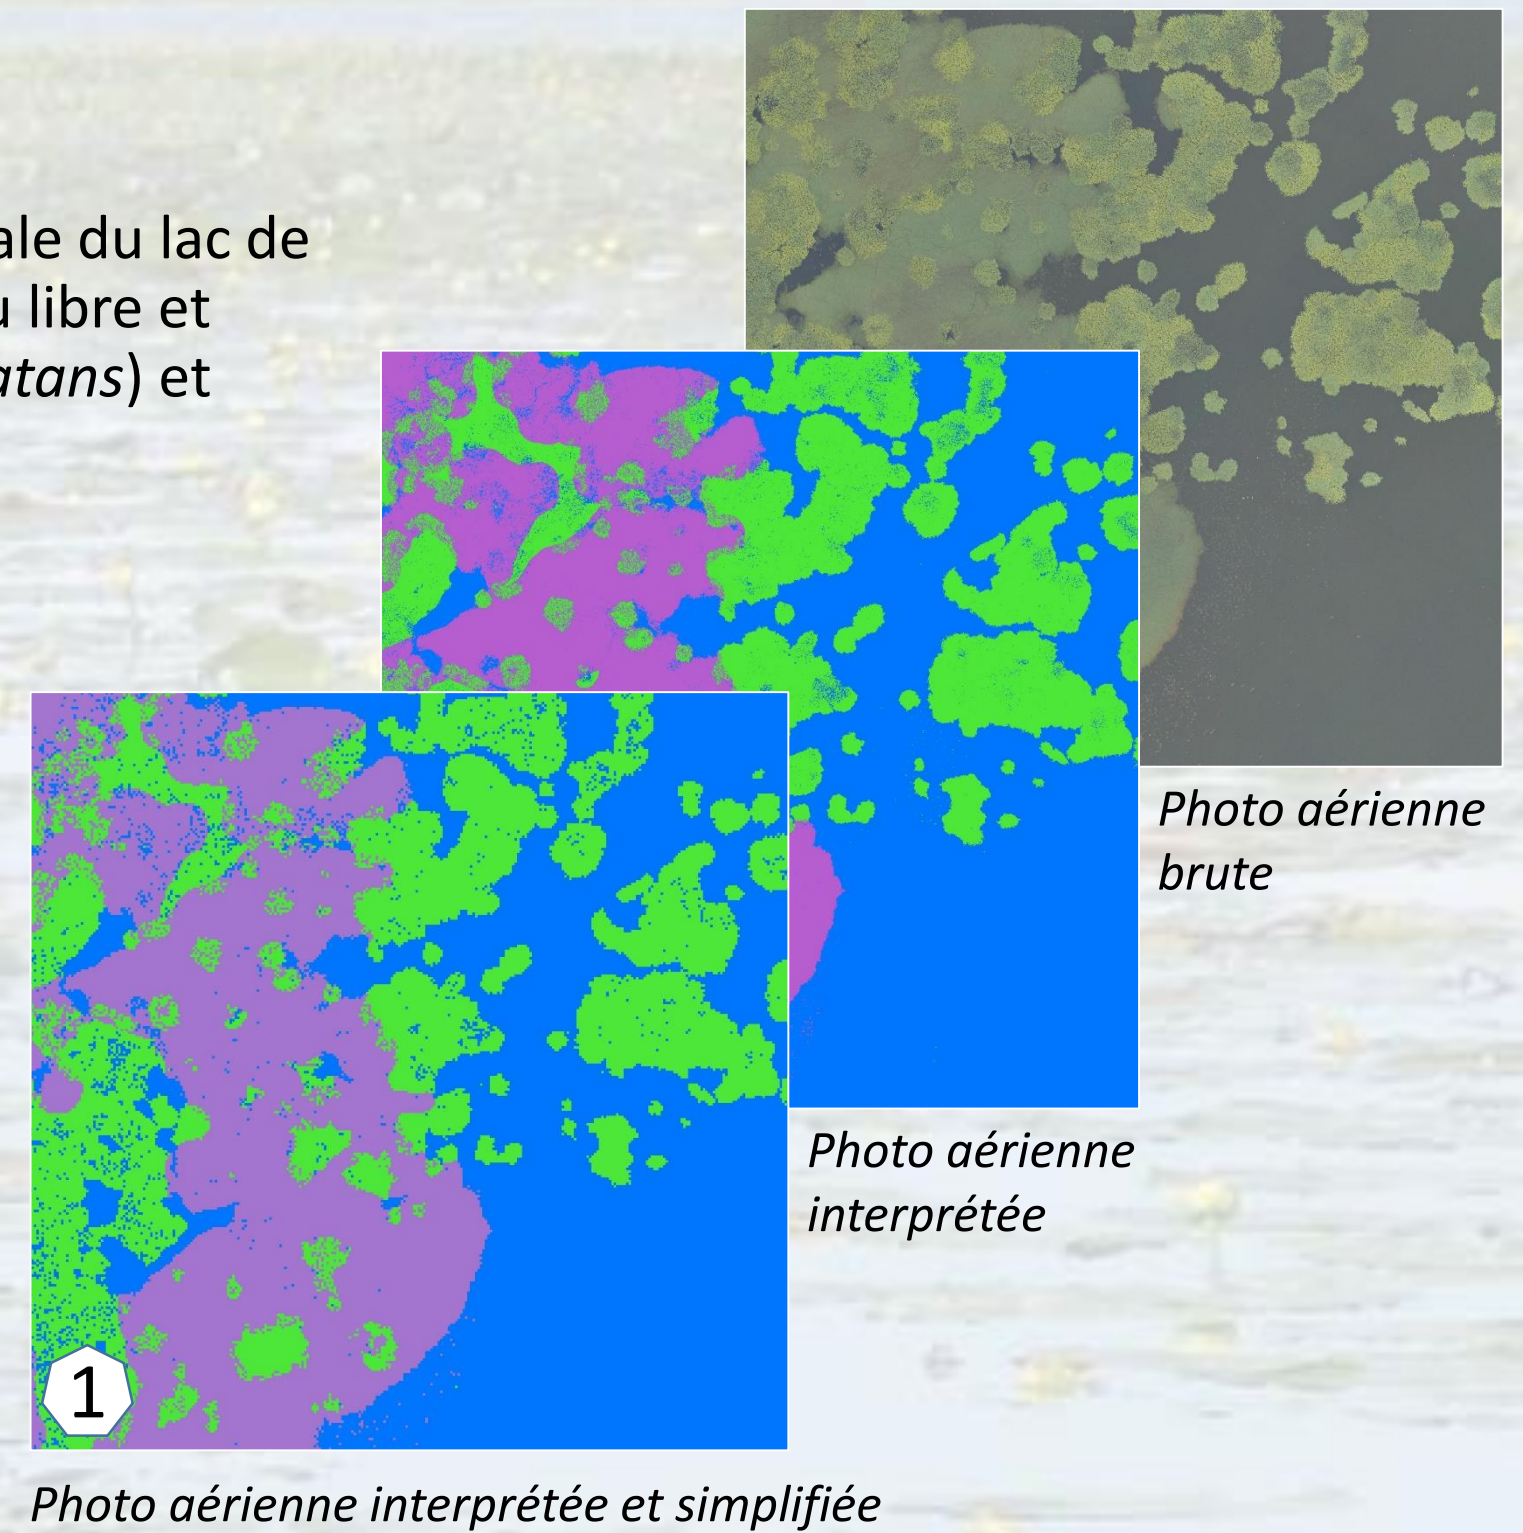 ale du lac de
libre et
atans) et
Photo aérienne
brute
Photo aérienne
interprétée
1
Photo aérienne interprétée et simplifiée